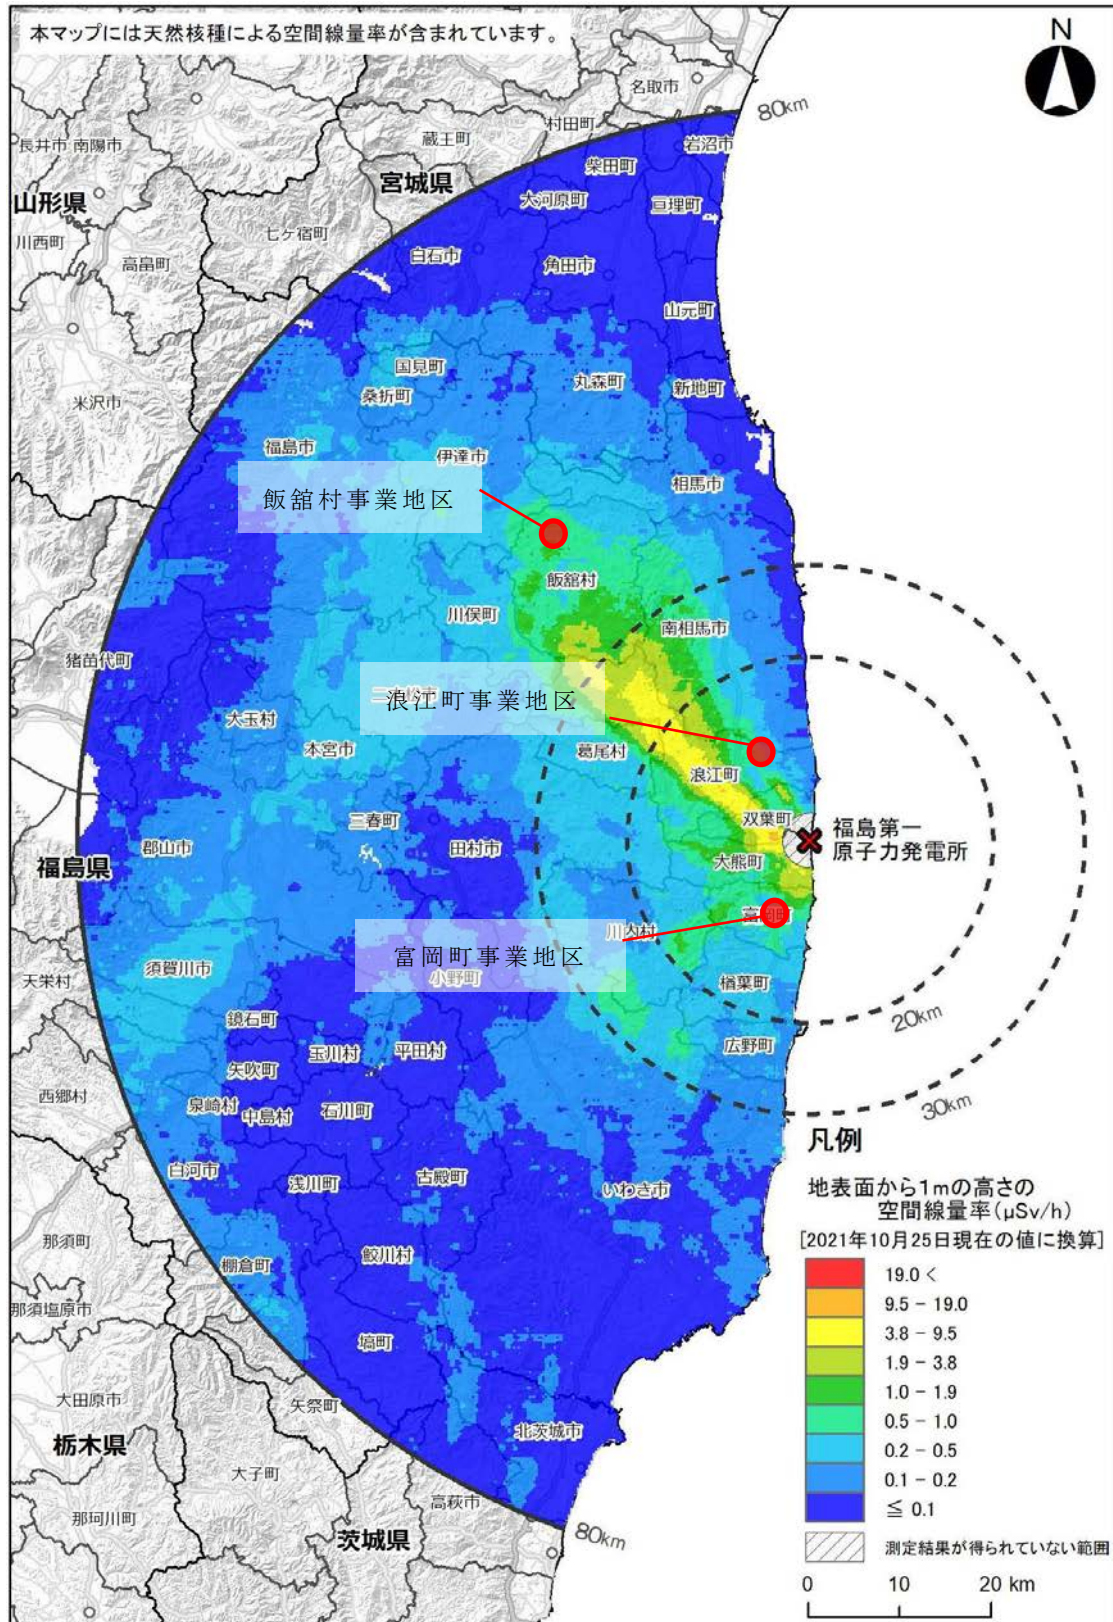 本マップには天然核種による空間線量率が含まれています。
N
名取市
80km
村田町
岩沼市
蔵王町
長井市
南陽市
柴田町
宮城県
山形県
大河原町
亘理町
七ヶ宿町
川西町
白石市
角田市
高畠町
山元町
国見町
丸森町
新地町
桑折町
米沢市
福島市
伊達市
相馬市
飯舘村事業地区
飯舘村
川俣町
南相馬市
猪苗代町
二本松市
浪江町事業地区
大玉村
本宮市
葛尾村
浪江町
三春町
双葉町
福島第一
原子力発電所
郡山市
田村市
大熊町
福島県
富岡町
川内村
富岡町事業地区
須賀川市
天栄村
小野町
楢葉町
鏡石町
20km
玉川村
平田村
広野町
矢吹町
西郷村
泉崎村
中島村
石川町
30km
凡例
白河市
浅川町
古殿町
いわき市
地表面から1mの高さの
空間線量率(μSv/h)
[2021年10月25日現在の値に換算]
那須町
棚倉町
鮫川村
19.0 <
那須塩原市
9.5 - 19.0
塙町
3.8 - 9.5
1.9 - 3.8
大田原市
矢祭町
1.0 - 1.9
北茨城市
0.5 - 1.0
栃木県
0.2 - 0.5
大子町
0.1 - 0.2
高萩市
≦ 0.1
那珂川町
茨城県
80km
測定結果が得られていない範囲
0 10 20 km